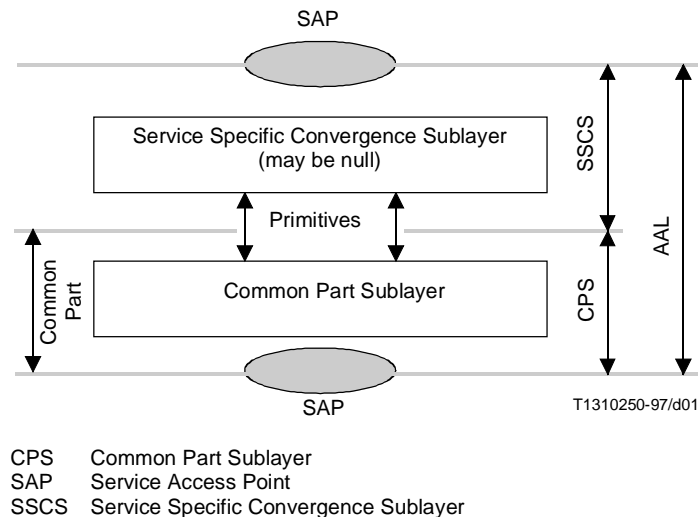 SAP
Service Specific Convergence Sublayer
(may be null)
SSCS
Primitives
AAL
Common
Part
Common Part Sublayer
CPS
SAP
T1310250-97/d01
CPS Common Part Sublayer
SAP Service Access Point
SSCS Service Specific Convergence Sublayer